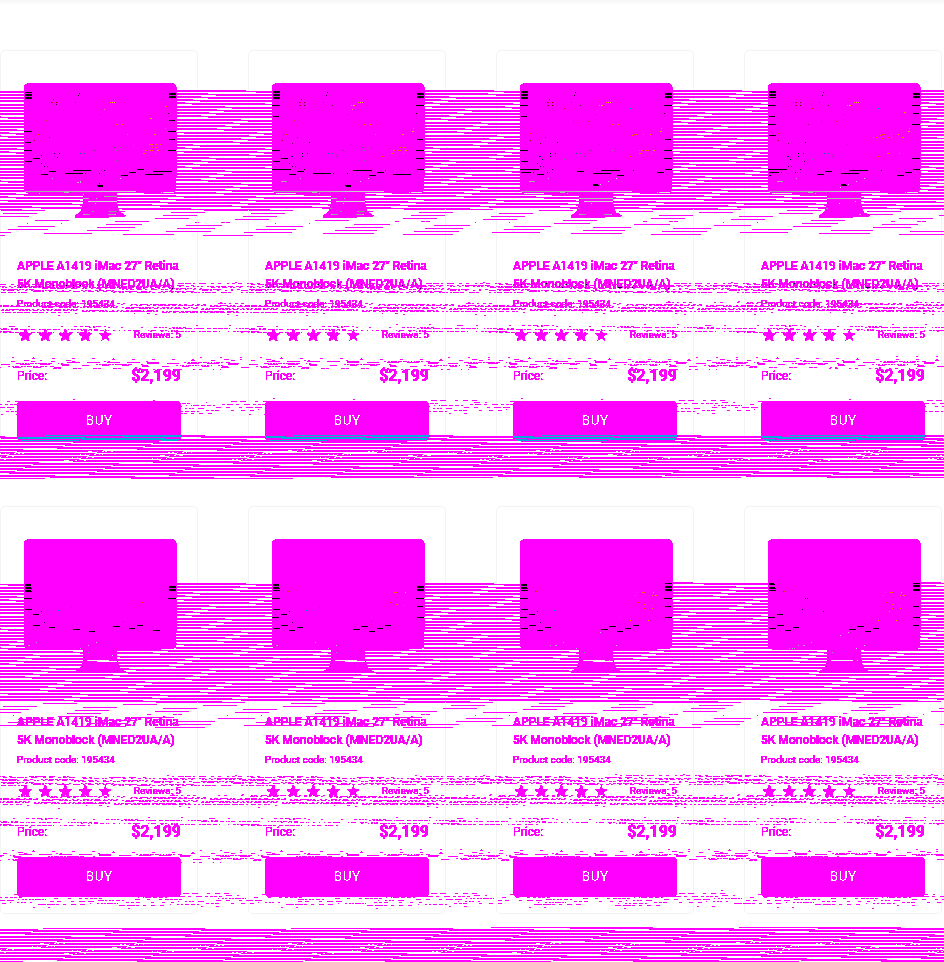 APPLE A1419 iMac 27" Retina
5K Monoblock (MNED2UA/A)
Product code: 195434
Reviews: 5
Price: $2,199
BUY
APPLE A1419 iMac 27" Retina
5K Monoblock (MNED2UA/A)
Product code: 195434
Reviews: 5
Price: $2,199
BUY
APPLE A1419 iMac 27" Retina
5K Monoblock (MNED2UA/A)
Product code: 195434
Reviews: 5
Price: $2,199
BUY
APPLE A1419 iMac 27" Retina
5K Monoblock (MNED2UA/A)
Product code: 195434
Reviews: 5
Price: $2,199
BUY
APPLE A1419 iMac 27" Retina
5K Monoblock (MNED2UA/A)
Product code: 195434
Reviews: 5
Price: $2,199
BUY
APPLE A1419 iMac 27" Retina
5K Monoblock (MNED2UA/A)
Product code: 195434
Reviews: 5
Price: $2,199
BUY
APPLE A1419 iMac 27" Retina
5K Monoblock (MNED2UA/A)
Product code: 195434
Reviews: 5
Price: $2,199
BUY
APPLE A1419 iMac 27" Retina
5K Monoblock (MNED2UA/A)
Product code: 195434
Reviews: 5
Price: $2,199
BUY